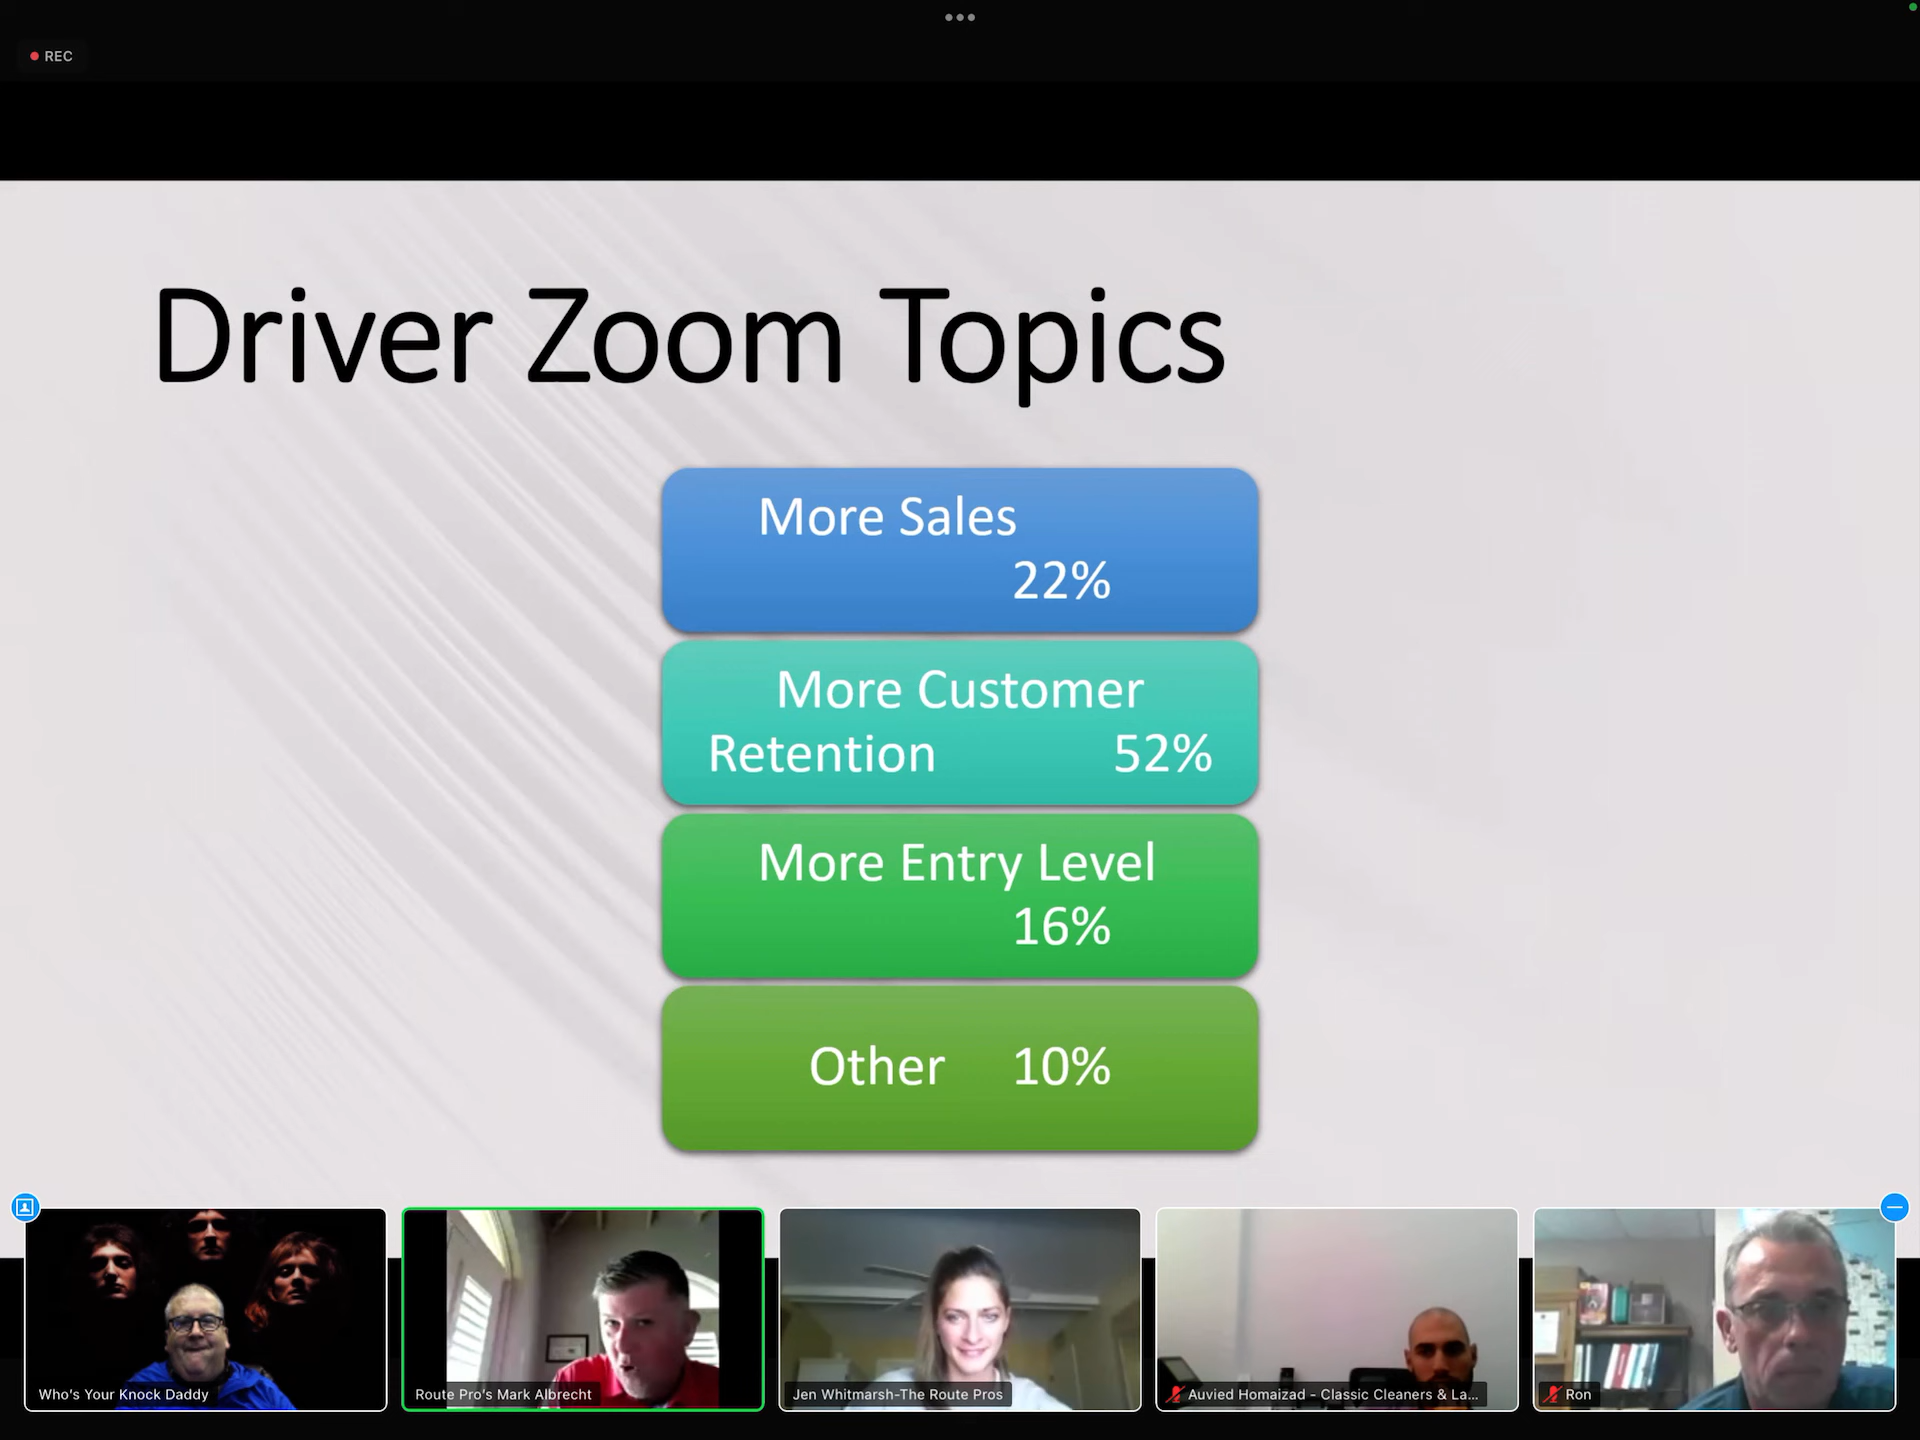 REC
Driver Zoom Topics
More Sales
22%
More Customer
Retention 52%
More Entry Level
16%
Other 10%
Who's Your Knock Daddy
Route Pro's Mark Albrecht
Jen Whitmarsh-The Route Pros
Auvied Homaizad - Classic Cleaners & La...
Ron